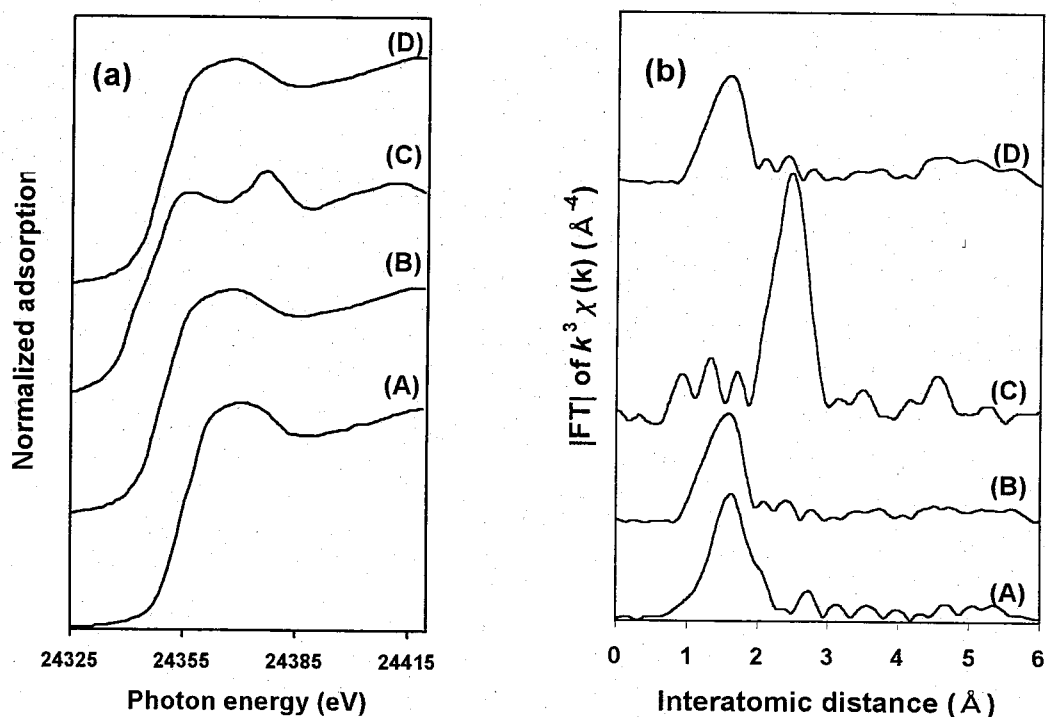 (a)
(D)
(C)
(B)
(A)
Normalized adsorption
24325 24355 24385 24415
Photon energy (eV)
(b)
(D)
(C)
(B)
(A)
|FT| of k³ χ (k) (Å⁻⁴)
0 1 2 3 4 5 6
Interatomic distance (Å)